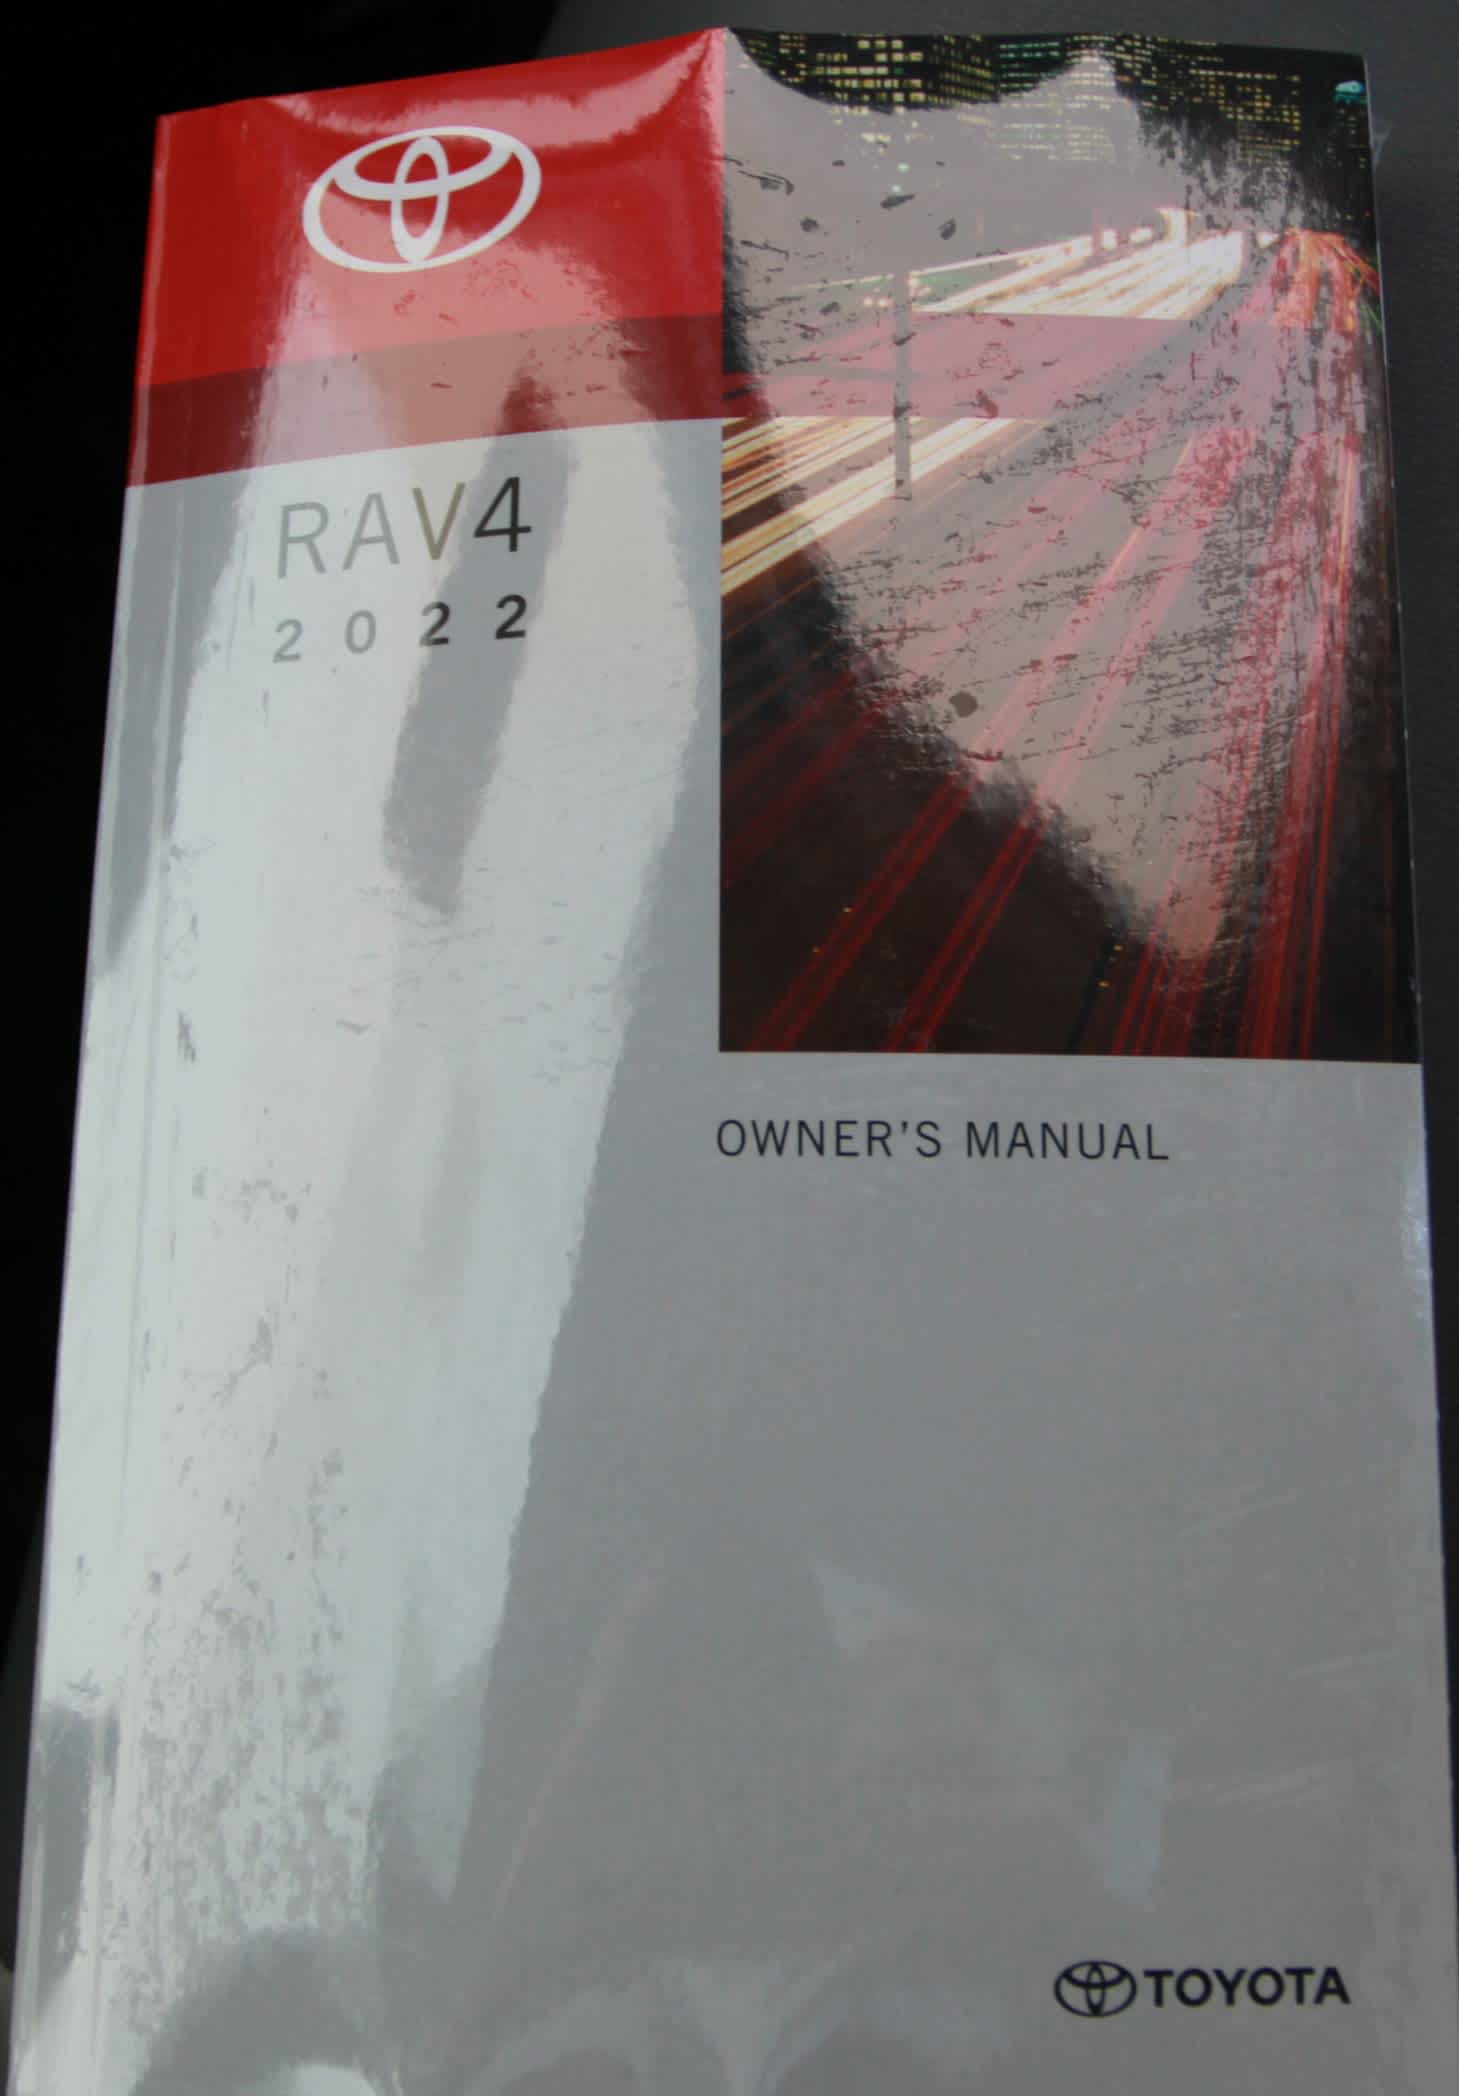 RAV4
2022
OWNER'S MANUAL
TOYOTA